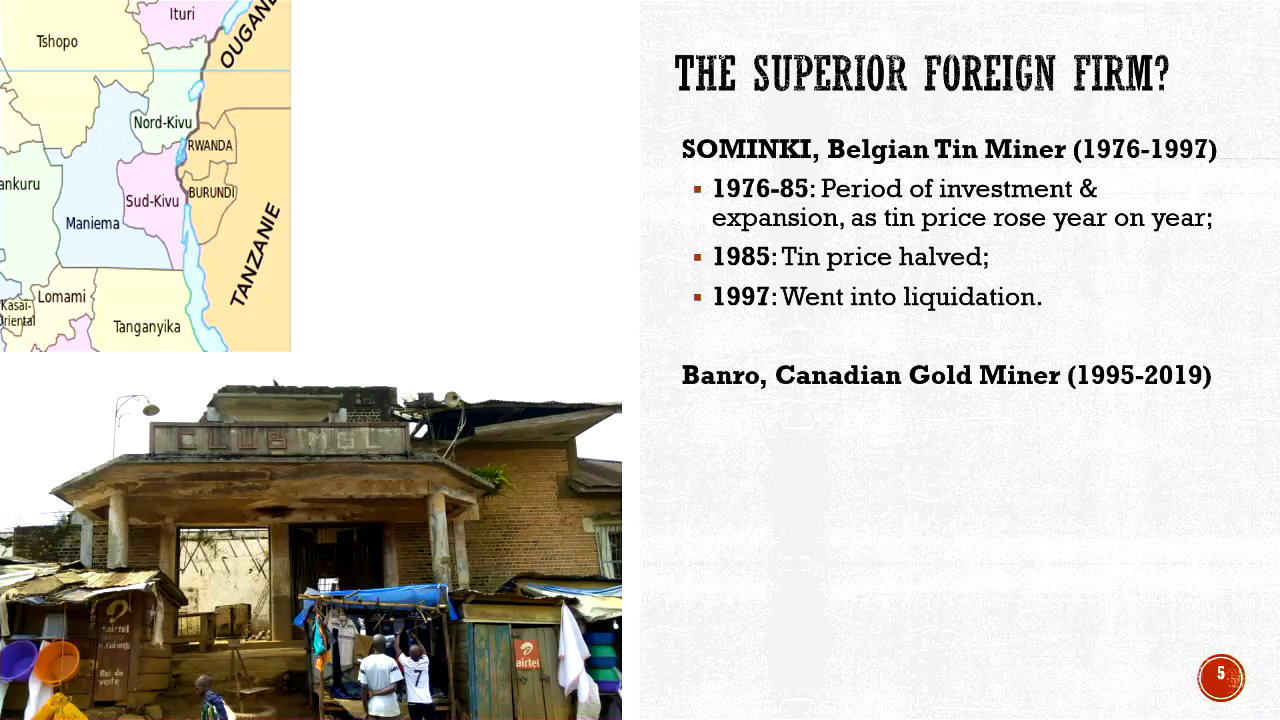 Ituri
Tshopo
OUGAN
Nord-Kivu
RWANDA
ankuru
BURUNDI
Sud-Kivu
Maniema
TANZANIE
Lomami
Kasaï-
Oriental
Tanganyika
CLUB MGL
airtel
airtel
7
THE SUPERIOR FOREIGN FIRM?
SOMINKI, Belgian Tin Miner (1976-1997)
1976-85: Period of investment &
expansion, as tin price rose year on year;
1985: Tin price halved;
1997: Went into liquidation.
Banro, Canadian Gold Miner (1995-2019)
5